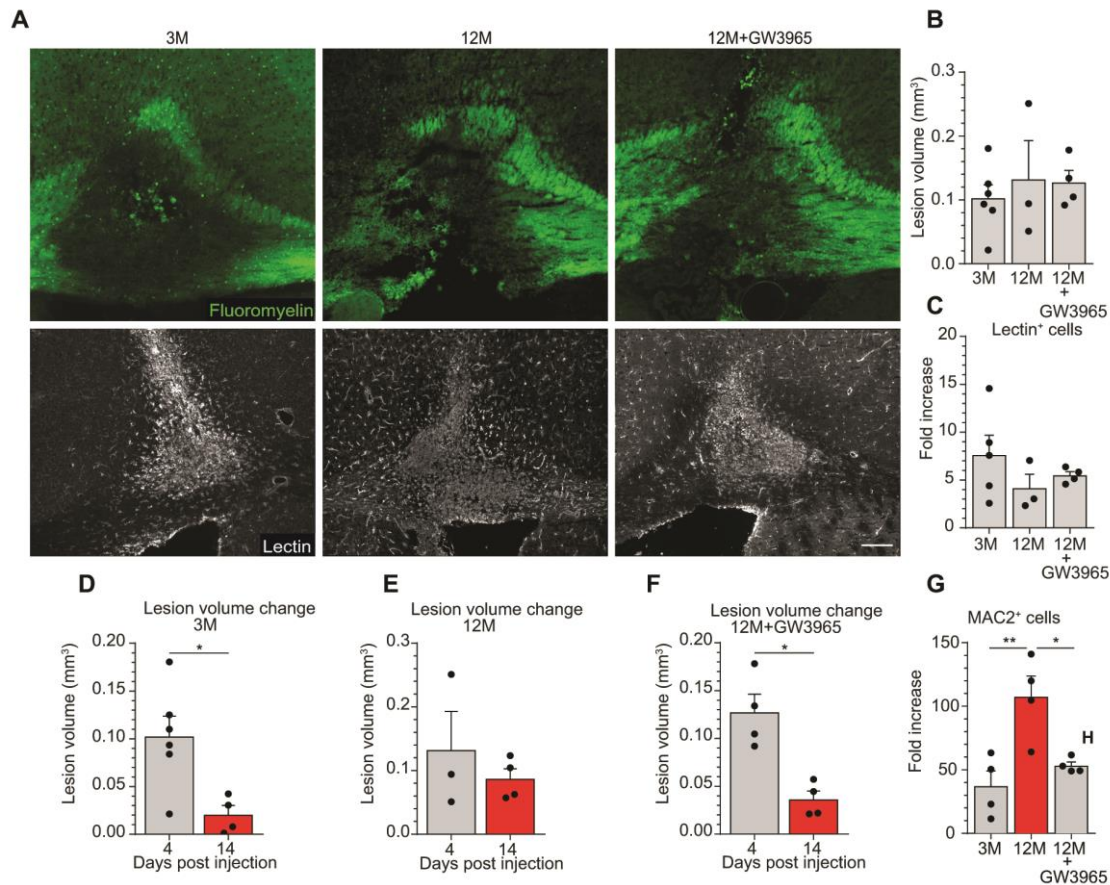 A
3M
12M
12M+GW3965
Fluoromyelin
Lectin
B
Lesion volume (mm³)
0.3
0.2
0.1
0.0
3M
12M
12M
+
GW3965
C
Lectin⁺ cells
Fold increase
20
15
10
5
0
3M
12M
12M
+
GW3965
D
Lesion volume change
3M
Lesion volume (mm³)
0.20
0.15
0.10
0.05
0.00
*
4
14
Days post injection
E
Lesion volume change
12M
Lesion volume (mm³)
0.3
0.2
0.1
0.0
4
14
Days post injection
F
Lesion volume change
12M+GW3965
Lesion volume (mm³)
0.20
0.15
0.10
0.05
0.00
*
4
14
Days post injection
G
MAC2⁺ cells
Fold increase
150
100
50
0
**
*
H
3M
12M
12M
+
GW3965